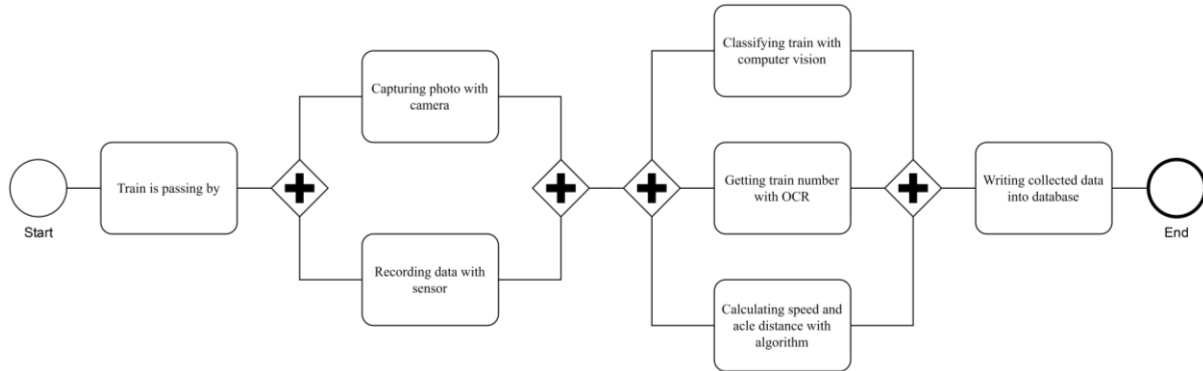 Start
Train is passing by
Capturing photo with
camera
Recording data with
sensor
Classifying train with
computer vision
Getting train number
with OCR
Calculating speed and
acle distance with
algorithm
Writing collected data
into database
End